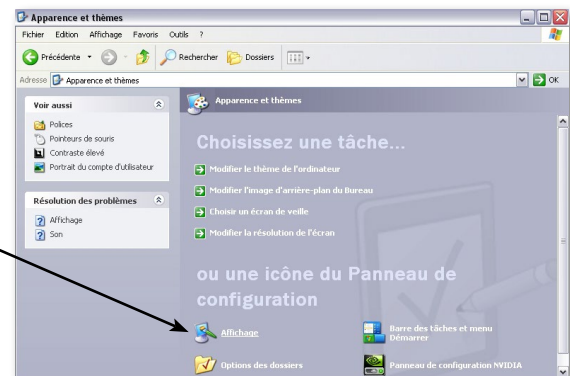 Apparence et thèmes
Fichier Edition Affichage Favoris Outils ?
Précédente Rechercher Dossiers
Adresse Apparence et thèmes OK
Voir aussi
Polices
Pointeurs de souris
Contraste élevé
Portrait du compte d'utilisateur
Résolution des problèmes
Affichage
Son
Apparence et thèmes
Choisissez une tâche...
Modifier le thème de l'ordinateur
Modifier l'image d'arrière-plan du Bureau
Choisir un écran de veille
Modifier la résolution de l'écran
ou une icône du Panneau de
configuration
Affichage
Barre des tâches et menu
Démarrer
Options des dossiers
Panneau de configuration NVIDIA